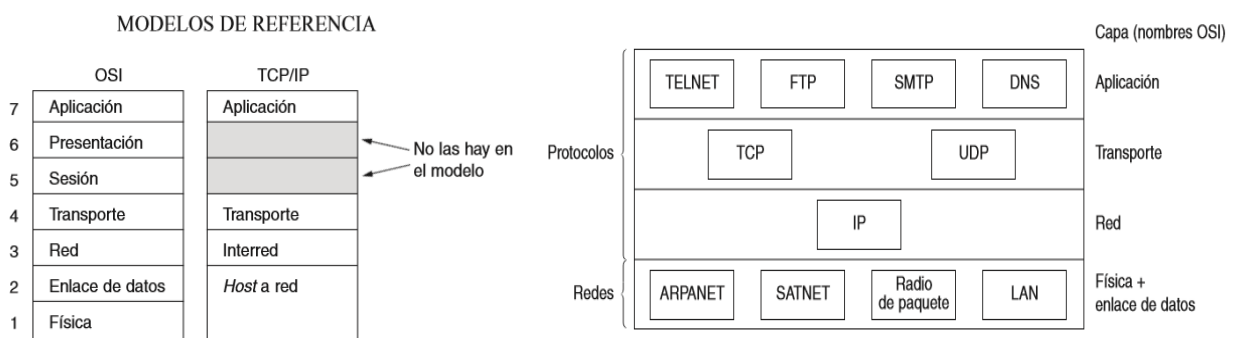 MODELOS DE REFERENCIA
OSI
TCP/IP
7 Aplicación Aplicación
6 Presentación
5 Sesión
No las hay en
el modelo
4 Transporte Transporte
3 Red Interred
2 Enlace de datos Host a red
1 Física
Capa (nombres OSI)
Protocolos
TELNET FTP SMTP DNS Aplicación
TCP UDP Transporte
IP Red
Redes
ARPANET SATNET Radio
de paquete LAN
Física +
enlace de datos